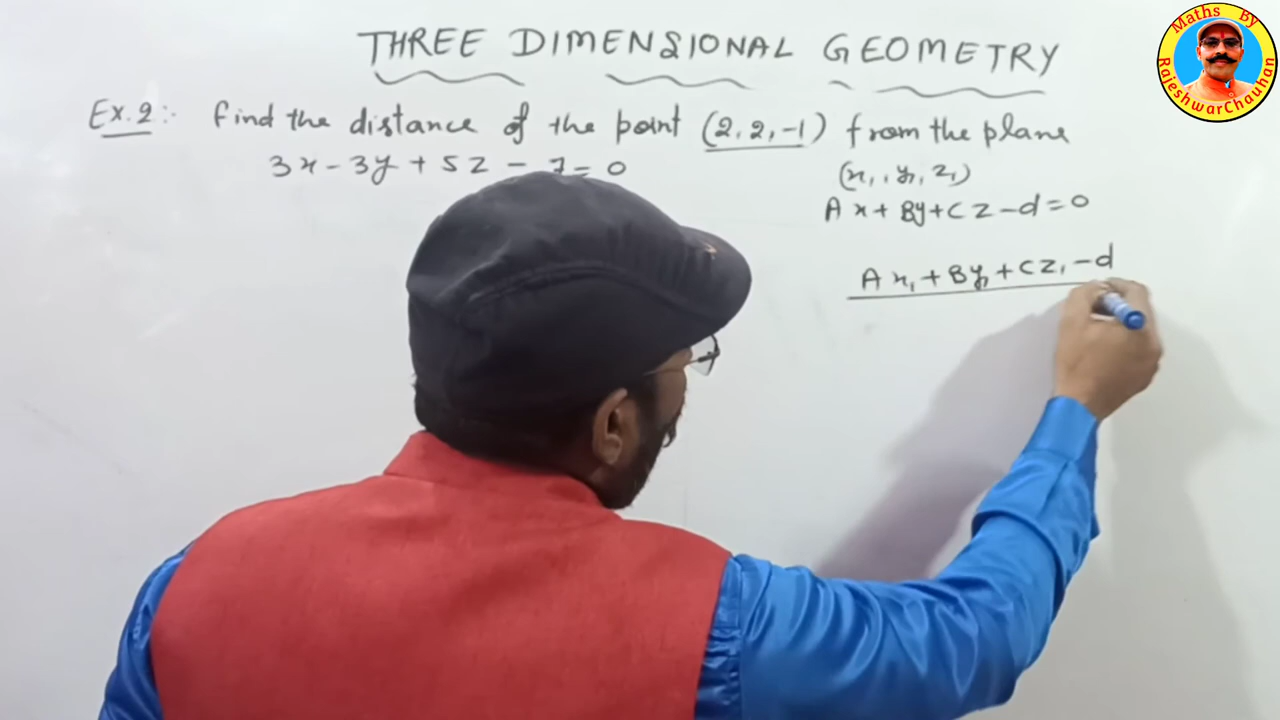 THREE DIMENSIONAL GEOMETRY
Ex. 2:- find the distance of the point (2, 2, -1) from the plane
3x - 3y + 5z - 7 = 0
(x₁, y₁, z₁)
Ax + By + Cz - d = 0
Ax₁ + By₁ + Cz₁ - d
Maths By
RajeshwarChauhan